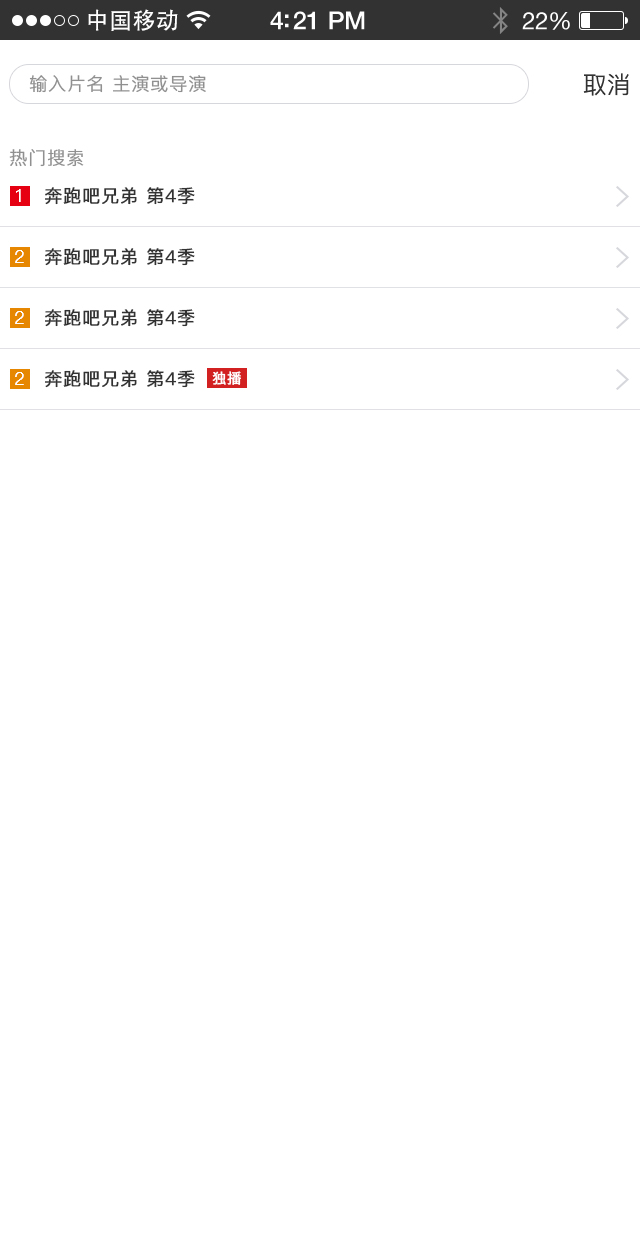 中国移动 4:21 PM 22%
输入片名 主演或导演 取消
热门搜索
1 奔跑吧兄弟 第4季
2 奔跑吧兄弟 第4季
2 奔跑吧兄弟 第4季
2 奔跑吧兄弟 第4季 独播